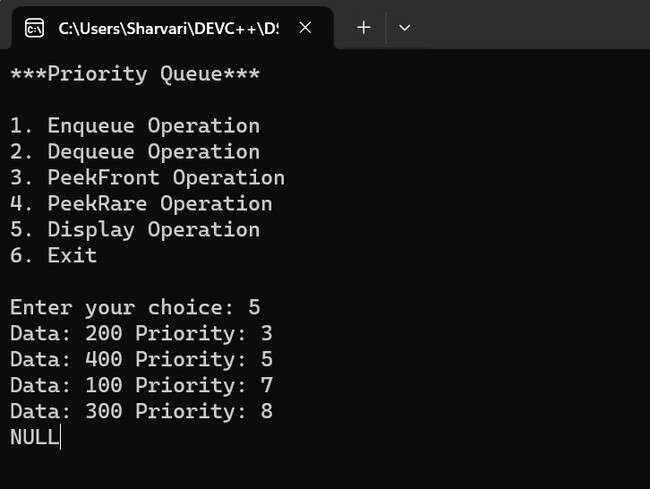 C:\Users\Sharvari\DEVC++\DS
***Priority Queue***
1. Enqueue Operation
2. Dequeue Operation
3. PeekFront Operation
4. PeekRare Operation
5. Display Operation
6. Exit
Enter your choice: 5
Data: 200 Priority: 3
Data: 400 Priority: 5
Data: 100 Priority: 7
Data: 300 Priority: 8
NULL